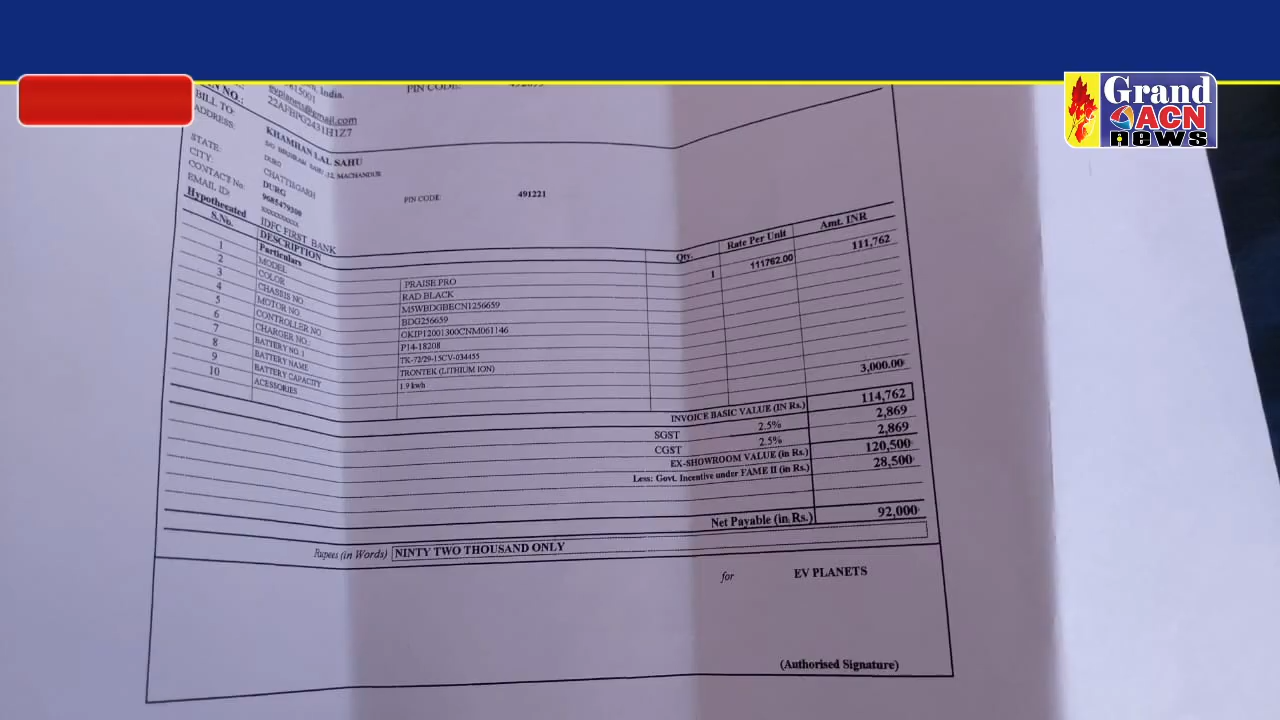 Grand
ACN
news
India.
PIN CODE:
@gmail.com
22AFBPG2431H1Z7
BILL TO: KHAMHAN LAL SAHU
ADDRESS:
STATE: CHATTISGARH
CITY: DURG PIN CODE: 491221
CONTACT No: 9685479300
EMAIL ID: xxxxxxxxxx
Hypothecated IDFC FIRST BANK
S.No. DESCRIPTION Qty. Rate Per Unit Amt. INR
Particulars
1 MODEL PRAISE PRO 1 111762.00 111,762
2 COLOR RAD BLACK
3 CHASSIS NO M5WBDGBECN1256659
4 MOTOR NO BDG256659
5 CONTROLLER NO OKIP12001300CNM061146
6 CHARGER NO.: P14-18208
7 BATTERY NO. 1 TK-72/29-15CV-034455
8 BATTERY NAME TRONTEK (LITHIUM ION)
9 BATTERY CAPACITY 1.9 kwh
10 ACESSORIES 3,000.00
INVOICE BASIC VALUE (IN Rs.) 114,762
SGST 2.5% 2,869
CGST 2.5% 2,869
EX-SHOWROOM VALUE (in Rs.) 120,500
Less: Govt. Incentive under FAME II (in Rs.) 28,500
Net Payable (in Rs.) 92,000
Rupees (in Words) NINTY TWO THOUSAND ONLY
for EV PLANETS
(Authorised Signature)